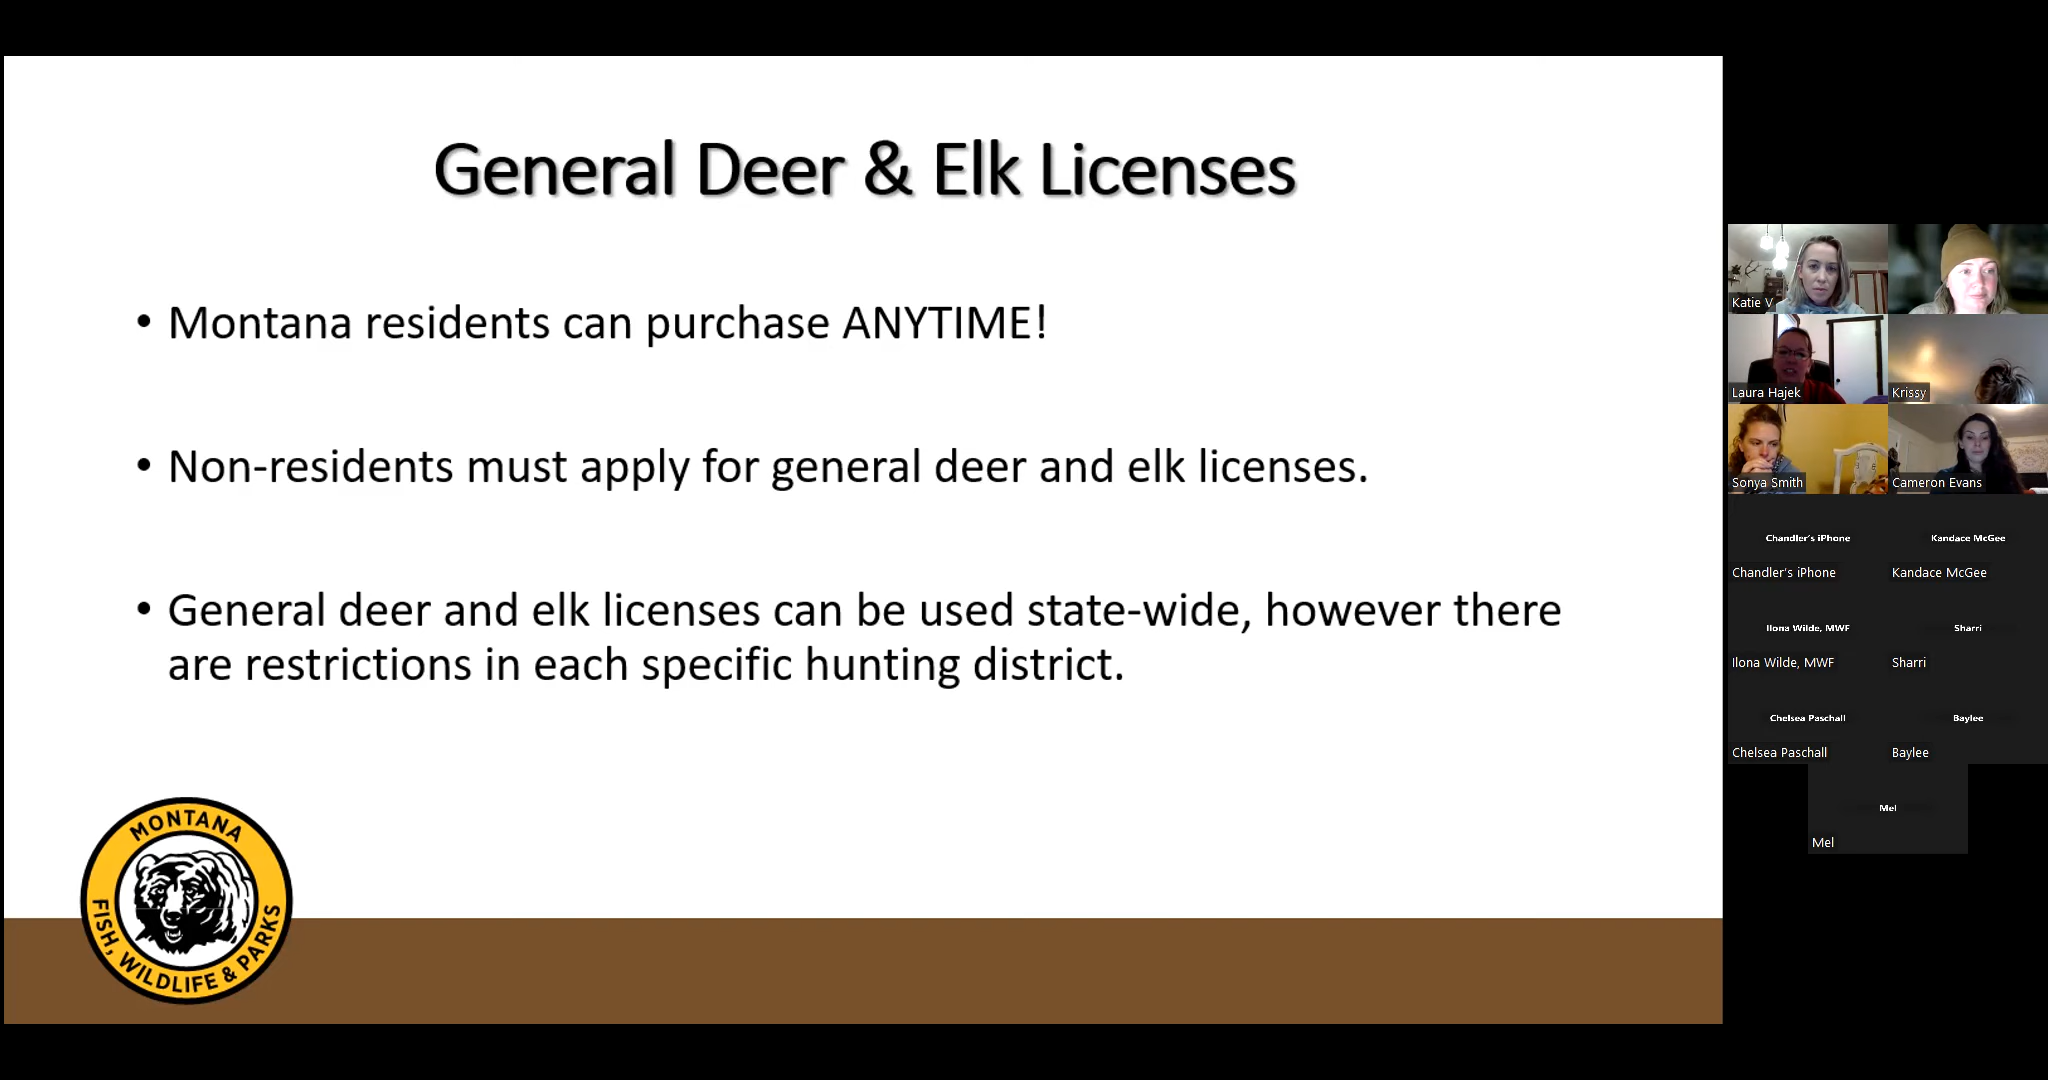 General Deer & Elk Licenses
• Montana residents can purchase ANYTIME!
• Non-residents must apply for general deer and elk licenses.
• General deer and elk licenses can be used state-wide, however there
are restrictions in each specific hunting district.
MONTANA
FISH, WILDLIFE & PARKS
Katie V
Laura Hajek
Krissy
Sonya Smith
Cameron Evans
Chandler's iPhone
Kandace McGee
Chandler's iPhone
Kandace McGee
Ilona Wilde, MWF
Sharri
Ilona Wilde, MWF
Sharri
Chelsea Paschall
Baylee
Chelsea Paschall
Baylee
Mel
Mel